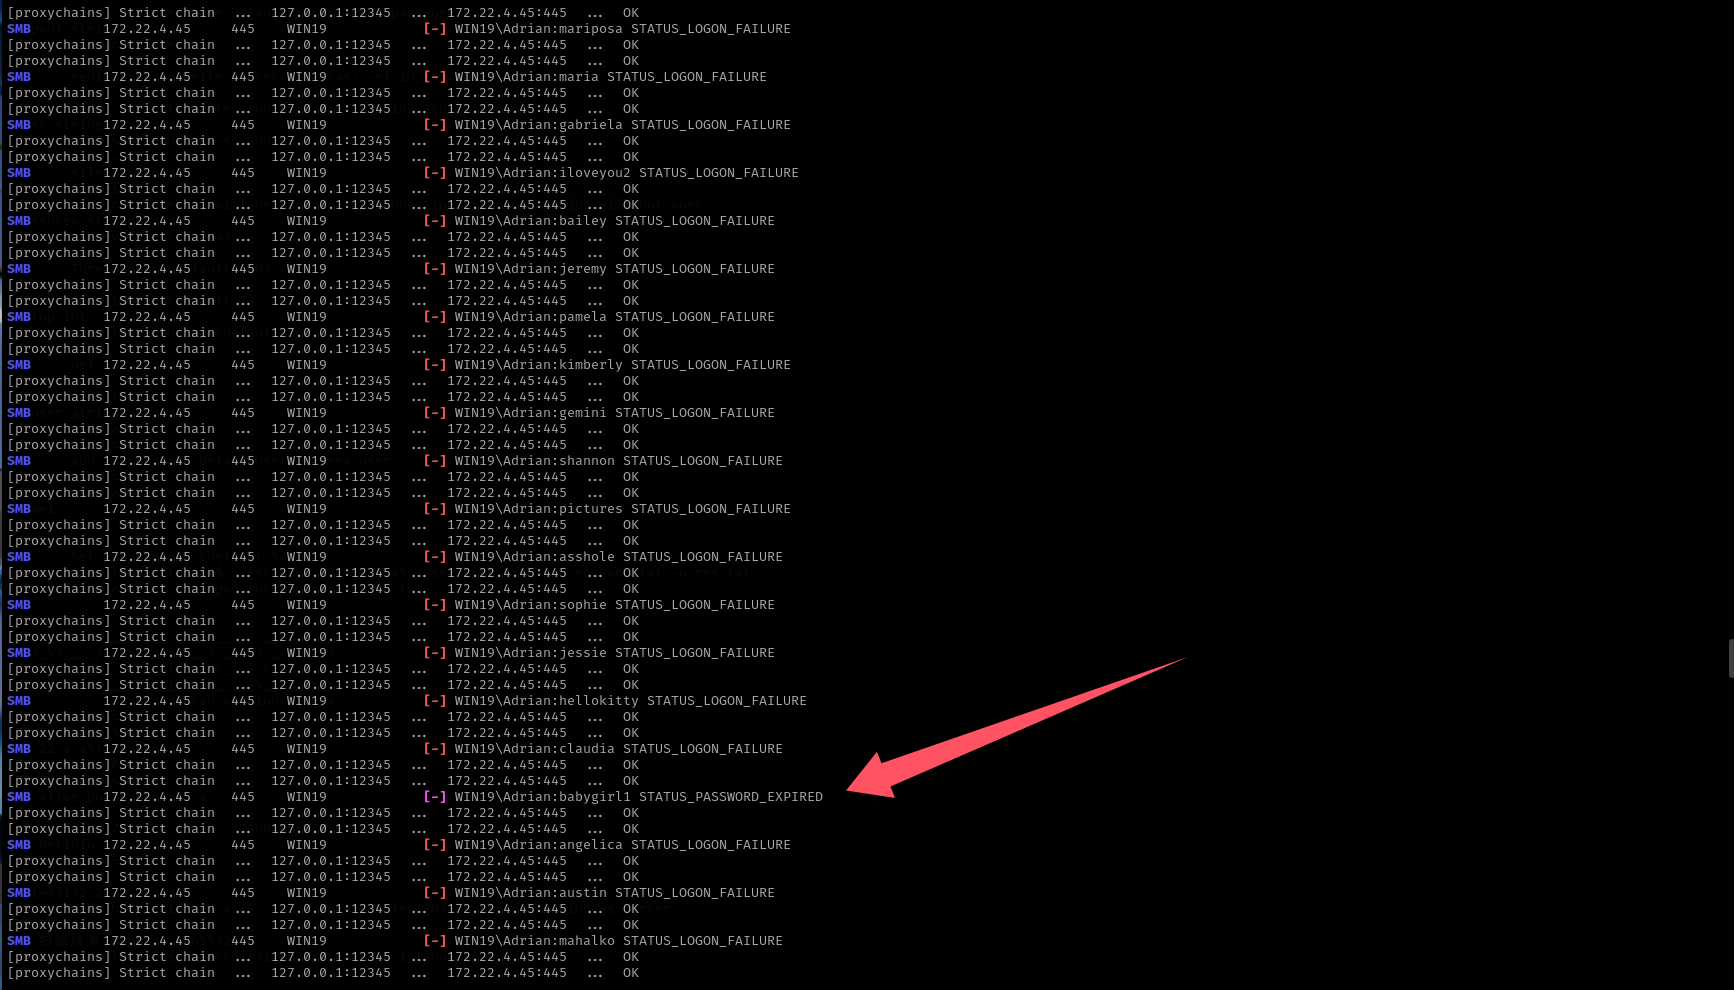 [proxychains] Strict chain ... 127.0.0.1:12345 ... 172.22.4.45:445 ... OK
SMB 172.22.4.45 445 WIN19 [-] WIN19\Adrian:mariposa STATUS_LOGON_FAILURE
[proxychains] Strict chain ... 127.0.0.1:12345 ... 172.22.4.45:445 ... OK
[proxychains] Strict chain ... 127.0.0.1:12345 ... 172.22.4.45:445 ... OK
SMB 172.22.4.45 445 WIN19 [-] WIN19\Adrian:maria STATUS_LOGON_FAILURE
[proxychains] Strict chain ... 127.0.0.1:12345 ... 172.22.4.45:445 ... OK
[proxychains] Strict chain ... 127.0.0.1:12345 ... 172.22.4.45:445 ... OK
SMB 172.22.4.45 445 WIN19 [-] WIN19\Adrian:gabriela STATUS_LOGON_FAILURE
[proxychains] Strict chain ... 127.0.0.1:12345 ... 172.22.4.45:445 ... OK
[proxychains] Strict chain ... 127.0.0.1:12345 ... 172.22.4.45:445 ... OK
SMB 172.22.4.45 445 WIN19 [-] WIN19\Adrian:iloveyou2 STATUS_LOGON_FAILURE
[proxychains] Strict chain ... 127.0.0.1:12345 ... 172.22.4.45:445 ... OK
[proxychains] Strict chain ... 127.0.0.1:12345 ... 172.22.4.45:445 ... OK
SMB 172.22.4.45 445 WIN19 [-] WIN19\Adrian:bailey STATUS_LOGON_FAILURE
[proxychains] Strict chain ... 127.0.0.1:12345 ... 172.22.4.45:445 ... OK
[proxychains] Strict chain ... 127.0.0.1:12345 ... 172.22.4.45:445 ... OK
SMB 172.22.4.45 445 WIN19 [-] WIN19\Adrian:jeremy STATUS_LOGON_FAILURE
[proxychains] Strict chain ... 127.0.0.1:12345 ... 172.22.4.45:445 ... OK
[proxychains] Strict chain ... 127.0.0.1:12345 ... 172.22.4.45:445 ... OK
SMB 172.22.4.45 445 WIN19 [-] WIN19\Adrian:pamela STATUS_LOGON_FAILURE
[proxychains] Strict chain ... 127.0.0.1:12345 ... 172.22.4.45:445 ... OK
[proxychains] Strict chain ... 127.0.0.1:12345 ... 172.22.4.45:445 ... OK
SMB 172.22.4.45 445 WIN19 [-] WIN19\Adrian:kimberly STATUS_LOGON_FAILURE
[proxychains] Strict chain ... 127.0.0.1:12345 ... 172.22.4.45:445 ... OK
[proxychains] Strict chain ... 127.0.0.1:12345 ... 172.22.4.45:445 ... OK
SMB 172.22.4.45 445 WIN19 [-] WIN19\Adrian:gemini STATUS_LOGON_FAILURE
[proxychains] Strict chain ... 127.0.0.1:12345 ... 172.22.4.45:445 ... OK
[proxychains] Strict chain ... 127.0.0.1:12345 ... 172.22.4.45:445 ... OK
SMB 172.22.4.45 445 WIN19 [-] WIN19\Adrian:shannon STATUS_LOGON_FAILURE
[proxychains] Strict chain ... 127.0.0.1:12345 ... 172.22.4.45:445 ... OK
[proxychains] Strict chain ... 127.0.0.1:12345 ... 172.22.4.45:445 ... OK
SMB 172.22.4.45 445 WIN19 [-] WIN19\Adrian:pictures STATUS_LOGON_FAILURE
[proxychains] Strict chain ... 127.0.0.1:12345 ... 172.22.4.45:445 ... OK
[proxychains] Strict chain ... 127.0.0.1:12345 ... 172.22.4.45:445 ... OK
SMB 172.22.4.45 445 WIN19 [-] WIN19\Adrian:asshole STATUS_LOGON_FAILURE
[proxychains] Strict chain ... 127.0.0.1:12345 ... 172.22.4.45:445 ... OK
[proxychains] Strict chain ... 127.0.0.1:12345 ... 172.22.4.45:445 ... OK
SMB 172.22.4.45 445 WIN19 [-] WIN19\Adrian:sophie STATUS_LOGON_FAILURE
[proxychains] Strict chain ... 127.0.0.1:12345 ... 172.22.4.45:445 ... OK
[proxychains] Strict chain ... 127.0.0.1:12345 ... 172.22.4.45:445 ... OK
SMB 172.22.4.45 445 WIN19 [-] WIN19\Adrian:jessie STATUS_LOGON_FAILURE
[proxychains] Strict chain ... 127.0.0.1:12345 ... 172.22.4.45:445 ... OK
[proxychains] Strict chain ... 127.0.0.1:12345 ... 172.22.4.45:445 ... OK
SMB 172.22.4.45 445 WIN19 [-] WIN19\Adrian:hellokitty STATUS_LOGON_FAILURE
[proxychains] Strict chain ... 127.0.0.1:12345 ... 172.22.4.45:445 ... OK
[proxychains] Strict chain ... 127.0.0.1:12345 ... 172.22.4.45:445 ... OK
SMB 172.22.4.45 445 WIN19 [-] WIN19\Adrian:claudia STATUS_LOGON_FAILURE
[proxychains] Strict chain ... 127.0.0.1:12345 ... 172.22.4.45:445 ... OK
[proxychains] Strict chain ... 127.0.0.1:12345 ... 172.22.4.45:445 ... OK
SMB 172.22.4.45 445 WIN19 [-] WIN19\Adrian:babygirl1 STATUS_PASSWORD_EXPIRED
[proxychains] Strict chain ... 127.0.0.1:12345 ... 172.22.4.45:445 ... OK
[proxychains] Strict chain ... 127.0.0.1:12345 ... 172.22.4.45:445 ... OK
SMB 172.22.4.45 445 WIN19 [-] WIN19\Adrian:angelica STATUS_LOGON_FAILURE
[proxychains] Strict chain ... 127.0.0.1:12345 ... 172.22.4.45:445 ... OK
[proxychains] Strict chain ... 127.0.0.1:12345 ... 172.22.4.45:445 ... OK
SMB 172.22.4.45 445 WIN19 [-] WIN19\Adrian:austin STATUS_LOGON_FAILURE
[proxychains] Strict chain ... 127.0.0.1:12345 ... 172.22.4.45:445 ... OK
[proxychains] Strict chain ... 127.0.0.1:12345 ... 172.22.4.45:445 ... OK
SMB 172.22.4.45 445 WIN19 [-] WIN19\Adrian:mahalko STATUS_LOGON_FAILURE
[proxychains] Strict chain ... 127.0.0.1:12345 ... 172.22.4.45:445 ... OK
[proxychains] Strict chain ... 127.0.0.1:12345 ... 172.22.4.45:445 ... OK